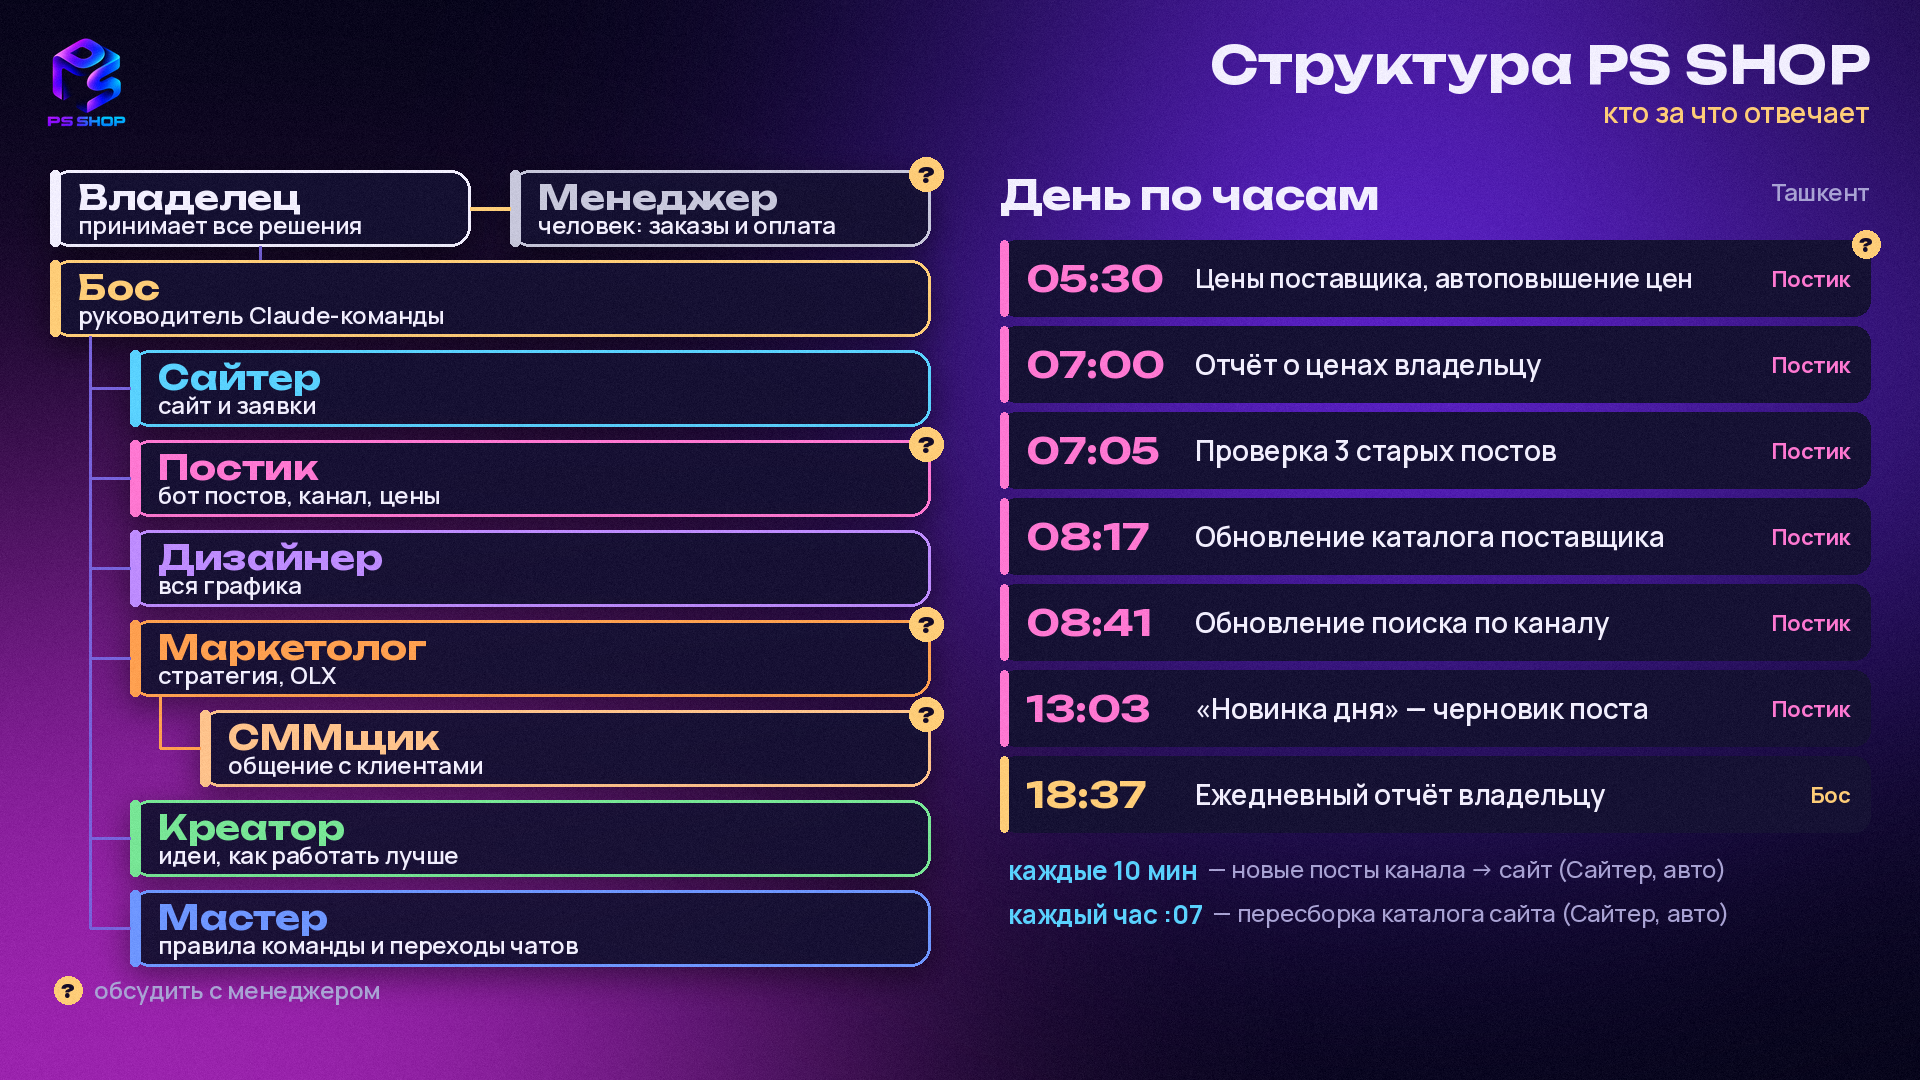 PS SHOP
Структура PS SHOP
кто за что отвечает
Владелец
принимает все решения
Менеджер
человек: заказы и оплата
?
Бос
руководитель Claude-команды
Сайтер
сайт и заявки
Постик
бот постов, канал, цены
?
Дизайнер
вся графика
Маркетолог
стратегия, OLX
?
СММщик
общение с клиентами
?
Креатор
идеи, как работать лучше
Мастер
правила команды и переходы чатов
? обсудить с менеджером
День по часам Ташкент
?
05:30 Цены поставщика, автоповышение цен Постик
07:00 Отчёт о ценах владельцу Постик
07:05 Проверка 3 старых постов Постик
08:17 Обновление каталога поставщика Постик
08:41 Обновление поиска по каналу Постик
13:03 «Новинка дня» — черновик поста Постик
18:37 Ежедневный отчёт владельцу Бос
каждые 10 мин — новые посты канала → сайт (Сайтер, авто)
каждый час :07 — пересборка каталога сайта (Сайтер, авто)